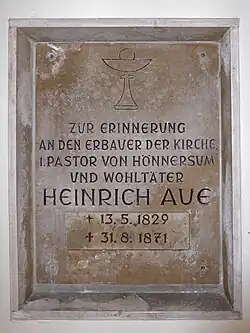 ZUR ERINNERUNG
AN DEN ERBAUER DER KIRCHE,
1. PASTOR VON HÖNNERSUM
UND WOHLTÄTER
HEINRICH AUE
+ 13. 5. 1829
+ 31. 8. 1871